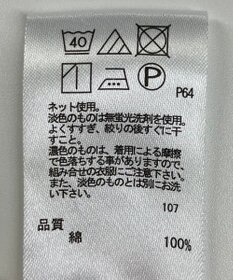 40
P
P64
ネット使用。
淡色のものは無蛍光洗剤を使用。
よくすすぎ、絞りの後すぐに干
すこと。
濃色のものは、着用による摩擦
で色落ちする事がありますので、
組み合せの衣服にご注意下さい。
また、淡色のものとは別にお洗
い下さい。
107
品質
綿 100%